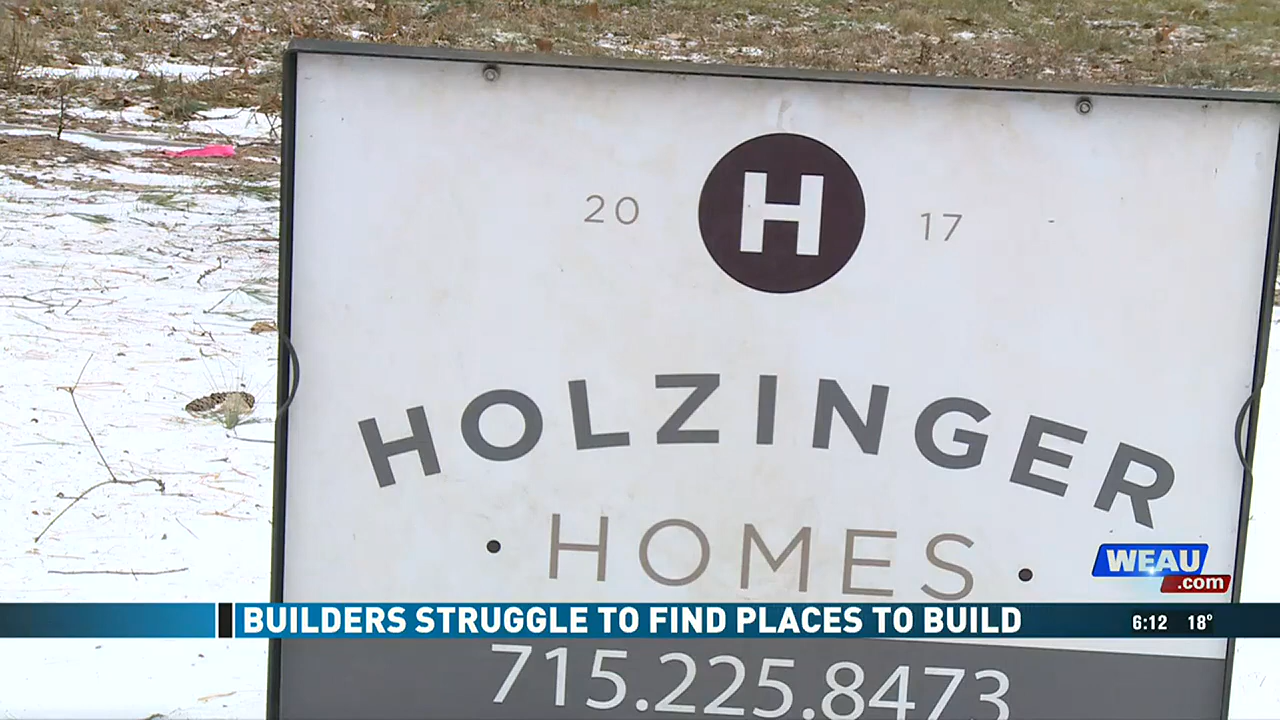 20 H 17
HOLZINGER
• HOMES •
WEAU
.com
BUILDERS STRUGGLE TO FIND PLACES TO BUILD
6:12 18°
715.225.8473